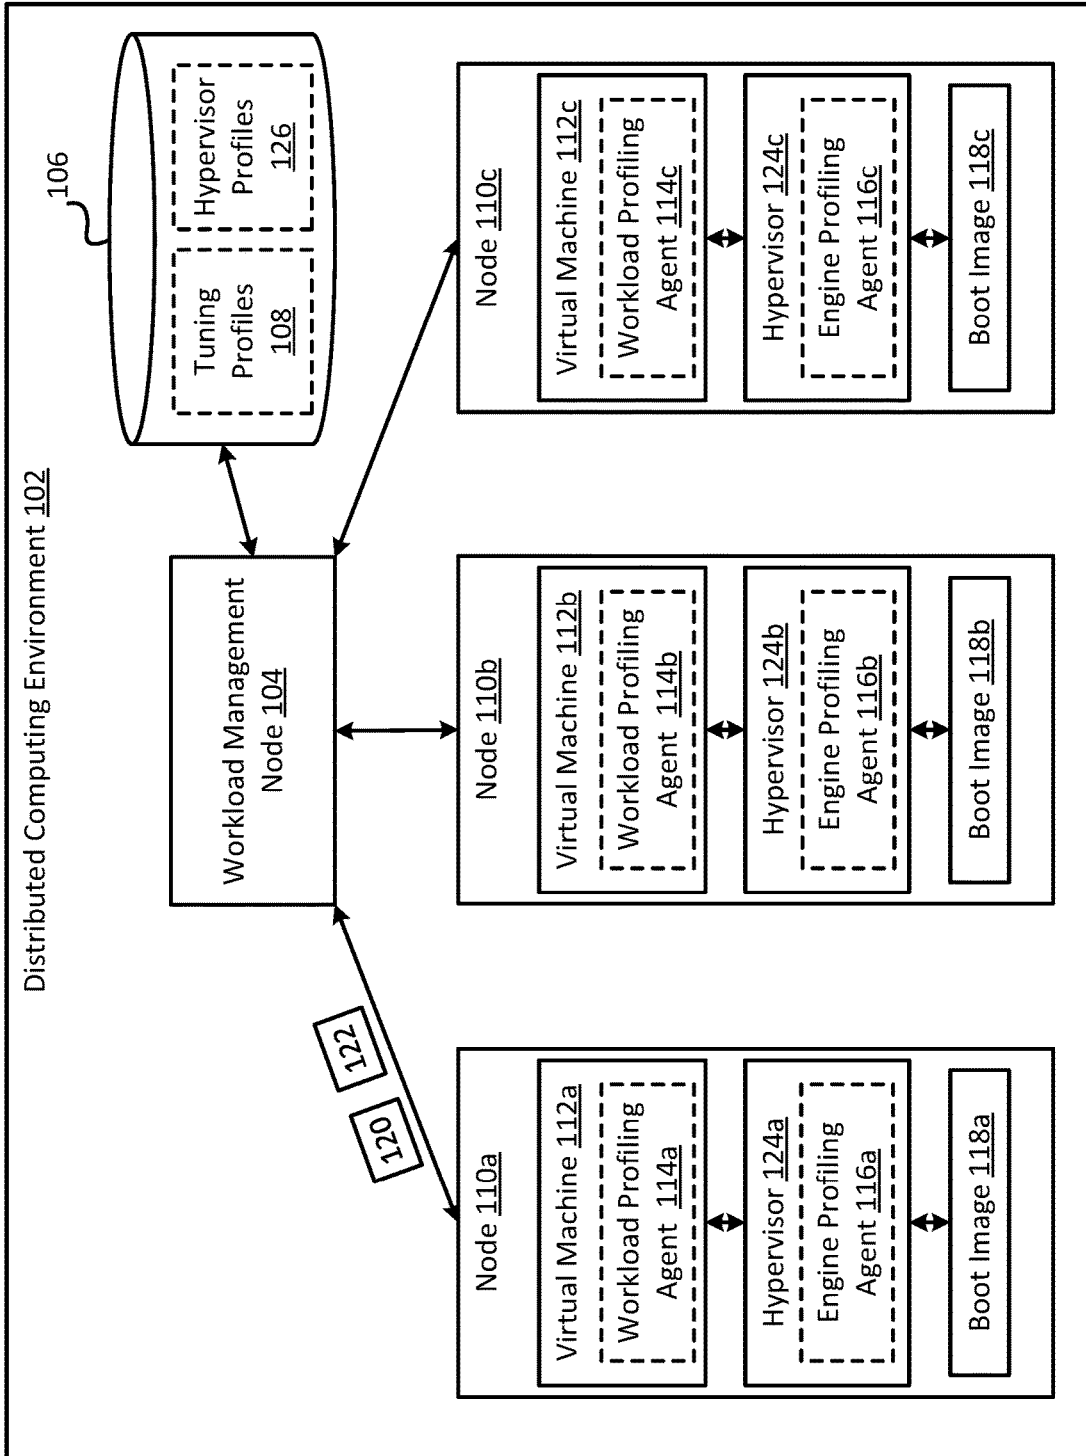 Distributed Computing Environment 102
106
Tuning
Profiles
108
Hypervisor
Profiles
126
Workload Management
Node 104
120
122
Node 110a
Virtual Machine 112a
Workload Profiling
Agent 114a
Hypervisor 124a
Engine Profiling
Agent 116a
Boot Image 118a
Node 110b
Virtual Machine 112b
Workload Profiling
Agent 114b
Hypervisor 124b
Engine Profiling
Agent 116b
Boot Image 118b
Node 110c
Virtual Machine 112c
Workload Profiling
Agent 114c
Hypervisor 124c
Engine Profiling
Agent 116c
Boot Image 118c